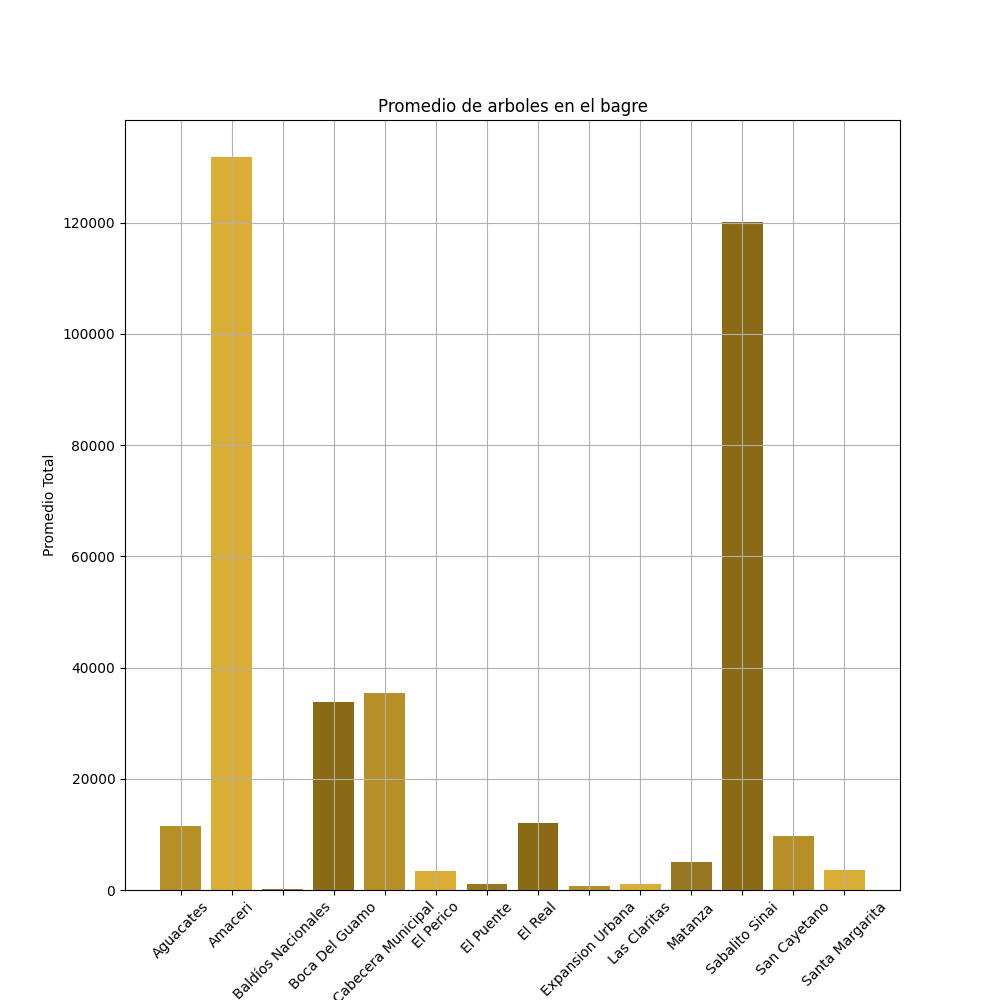 Promedio de arboles en el bagre
Promedio Total
120000
100000
80000
60000
40000
20000
0
Aguacates
Amaceri
Baldíos Nacionales
Boca Del Guamo
Cabecera Municipal
El Perico
El Puente
El Real
Expansion Urbana
Las Claritas
Matanza
Sabalito Sinai
San Cayetano
Santa Margarita